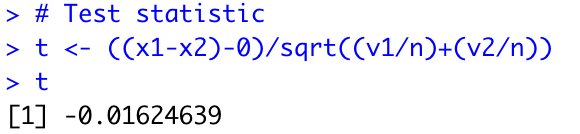 > # Test statistic
> t <- ((x1-x2)-0)/sqrt((v1/n)+(v2/n))
> t
[1] -0.01624639